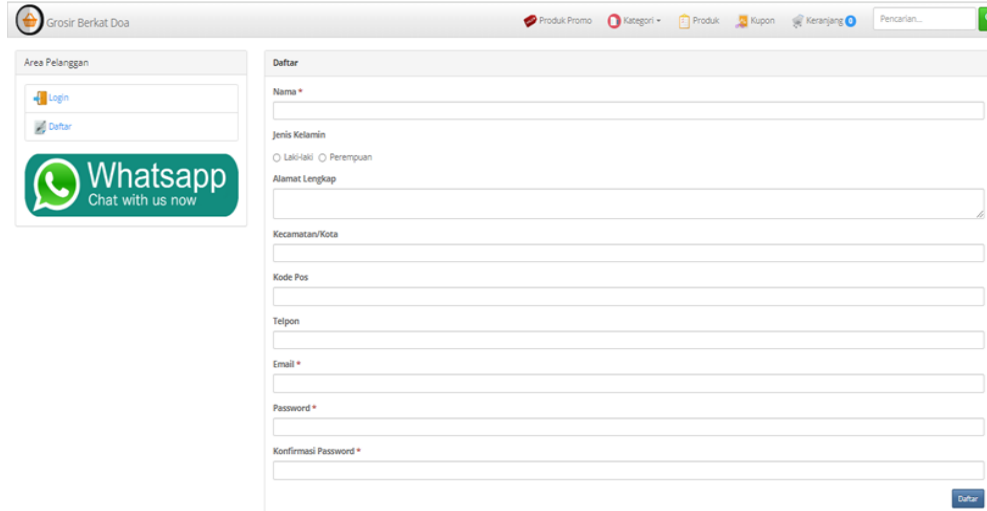 Grosir Berkat Doa
Produk Promo Kategori Produk Kupon Keranjang 0 Pencarian...
Area Pelanggan
Login
Daftar
Whatsapp
Chat with us now
Daftar
Nama *
Jenis Kelamin
Laki-laki Perempuan
Alamat Lengkap
Kecamatan/Kota
Kode Pos
Telpon
Email *
Password *
Konfirmasi Password *
Daftar